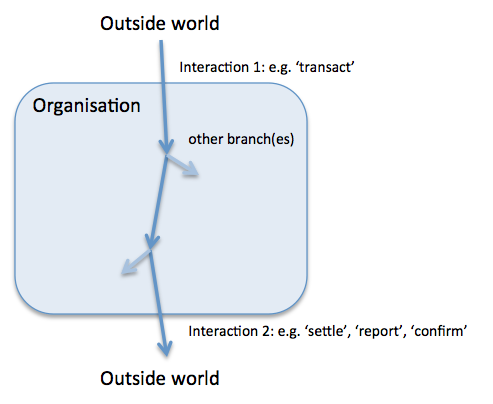 Outside world
Interaction 1: e.g. ‘transact’
Organisation
other branch(es)
Interaction 2: e.g. ‘settle’, ‘report’, ‘confirm’
Outside world